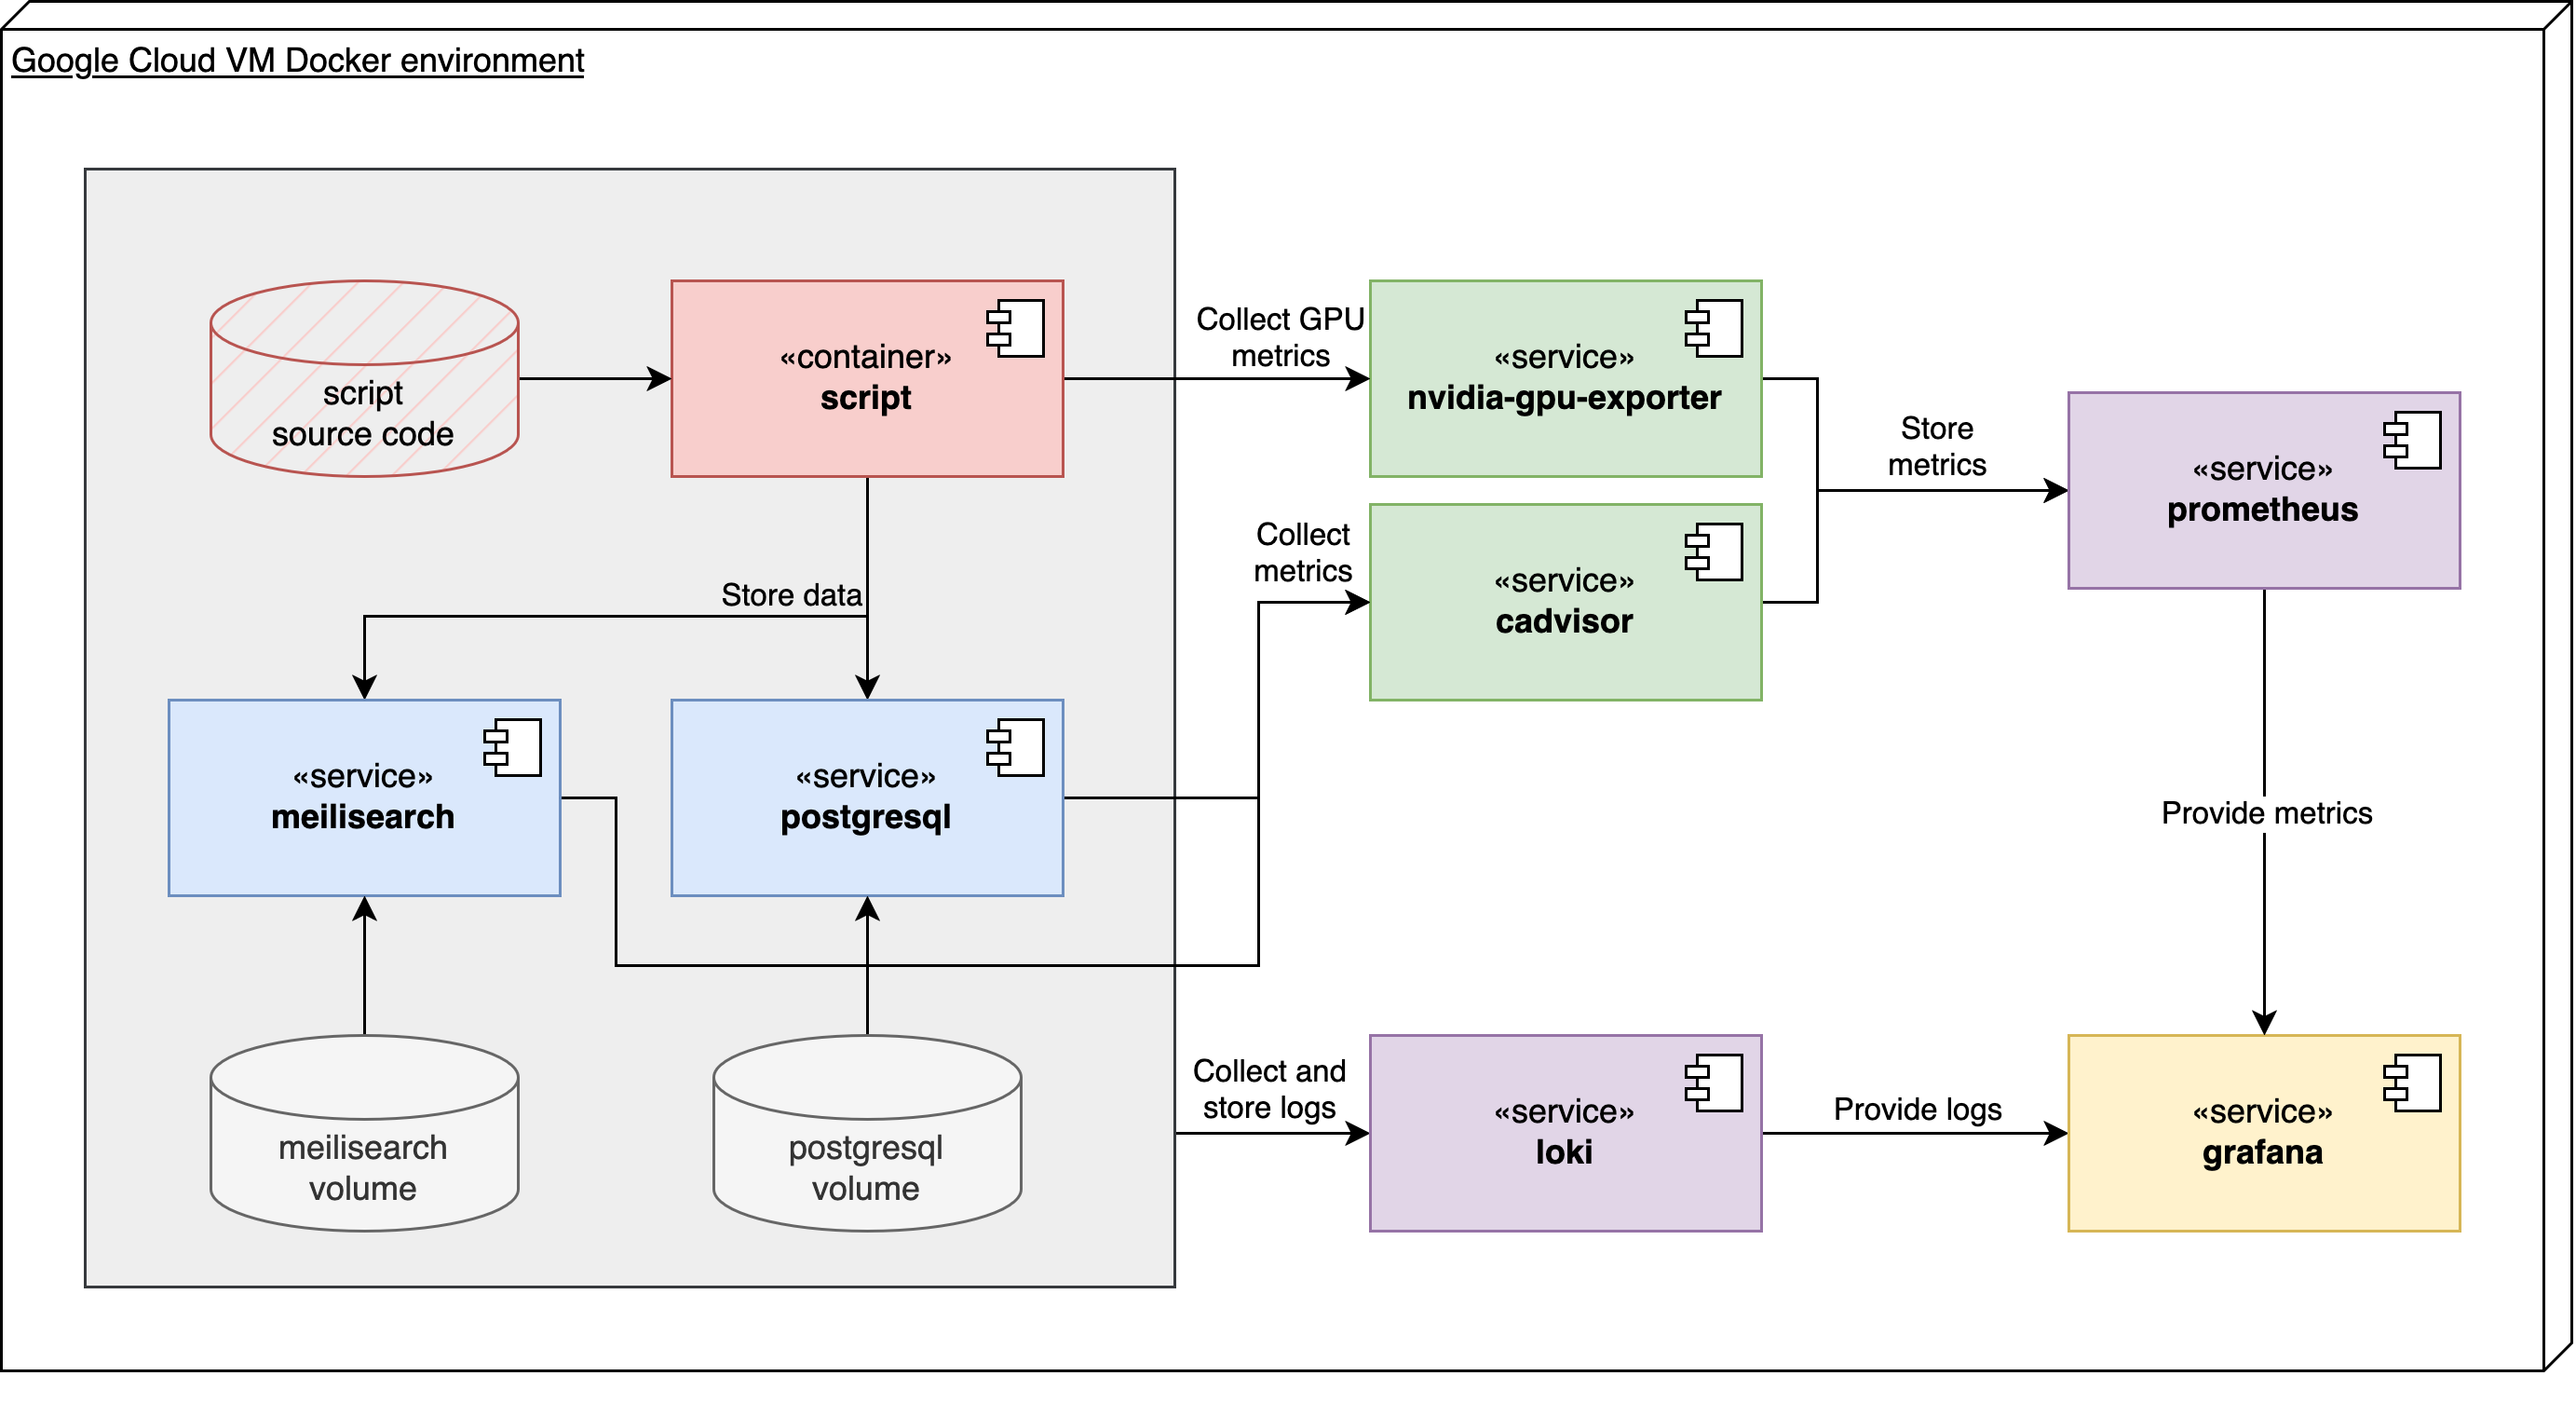 Google Cloud VM Docker environment
script
source code
«container»
script
Collect GPU
metrics
«service»
nvidia-gpu-exporter
Store
metrics
«service»
prometheus
Collect
metrics
«service»
cadvisor
Store data
«service»
meilisearch
«service»
postgresql
Provide metrics
meilisearch
volume
postgresql
volume
Collect and
store logs
«service»
loki
Provide logs
«service»
grafana